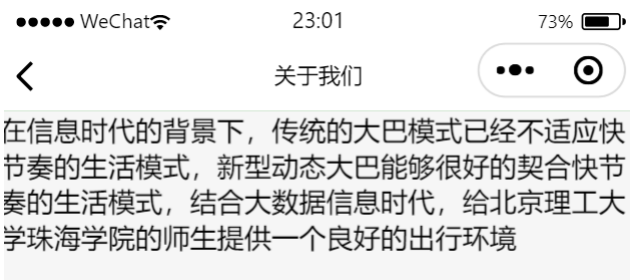 WeChat 23:01 73%
关于我们
在信息时代的背景下，传统的大巴模式已经不适应快
节奏的生活模式，新型动态大巴能够很好的契合快节
奏的生活模式，结合大数据信息时代，给北京理工大
学珠海学院的师生提供一个良好的出行环境